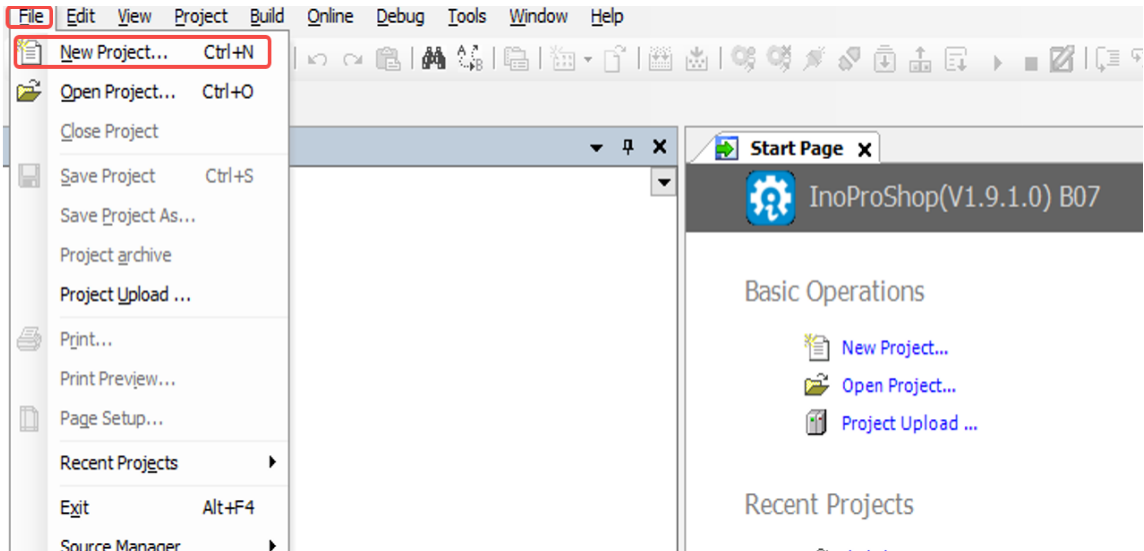 File Edit View Project Build Online Debug Tools Window Help
New Project... Ctrl+N
Open Project... Ctrl+O
Close Project
Save Project Ctrl+S
Save Project As...
Project archive
Project Upload ...
Print...
Print Preview...
Page Setup...
Recent Projects
Exit Alt+F4
Source Manager
Start Page
InoProShop(V1.9.1.0) B07
Basic Operations
New Project...
Open Project...
Project Upload ...
Recent Projects